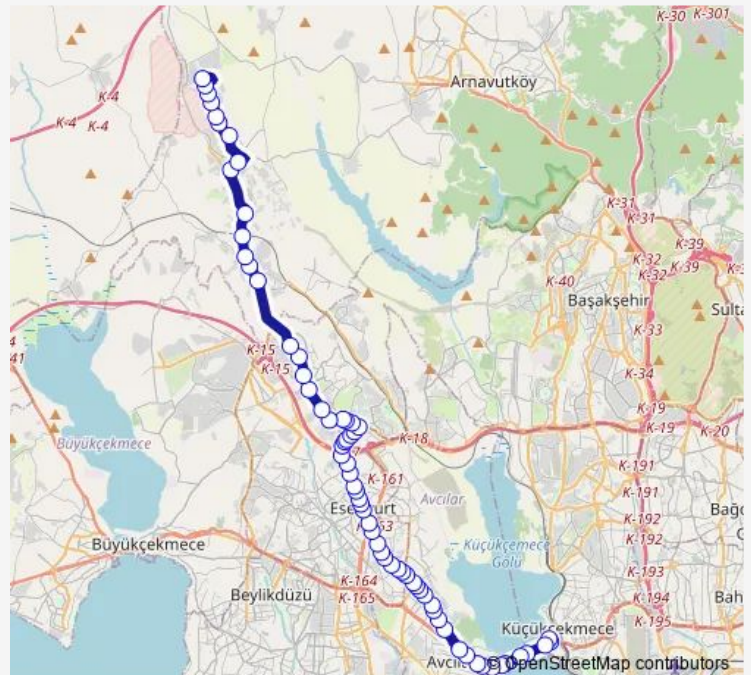 K-30
K-301
K-4
K-4
K-4
Arnavutköy
K-31
K-31
K-39
K-32
K-32
K-39
K-40
Başakşehir
K-33
K-15
K-15
K-34
K-19
K-19
K-20
K-18
Büyükçekmece
K-161
K-191
K-191
Avcılar
K-192
K-192
Büyükçekmece
Küçükçemece
Gölü
K-193
K-164
K-165
Beylikdüzü
K-194
Bah
K-195
Küçükçekmece
© OpenStreetMap contributors